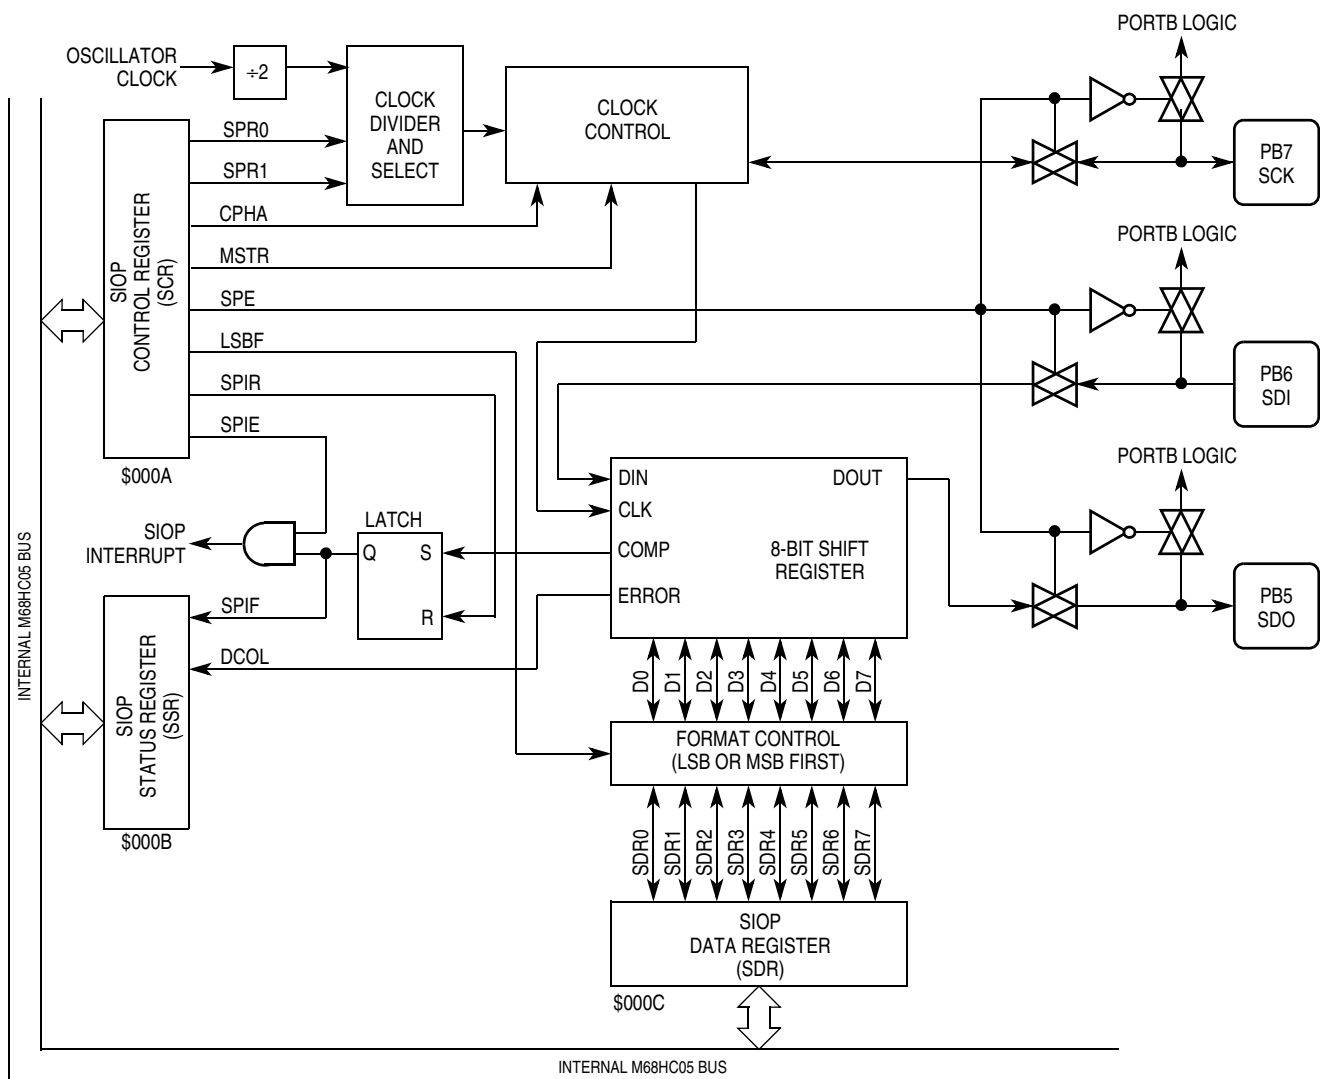 PORTB LOGIC
OSCILLATOR
CLOCK
÷2
CLOCK
DIVIDER
AND
SELECT
CLOCK
CONTROL
PB7
SCK
SIOP
CONTROL REGISTER
(SCR)
SPR0
SPR1
CPHA
MSTR
SPE
LSBF
SPIR
SPIE
$000A
PORTB LOGIC
PB6
SDI
PORTB LOGIC
PB5
SDO
DIN
CLK
COMP
ERROR
DOUT
8-BIT SHIFT
REGISTER
LATCH
Q
S
R
SIOP
INTERRUPT
SPIF
DCOL
SIOP
STATUS REGISTER
(SSR)
$000B
INTERNAL M68HC05 BUS
D0
D1
D2
D3
D4
D5
D6
D7
FORMAT CONTROL
(LSB OR MSB FIRST)
SDR0
SDR1
SDR2
SDR3
SDR4
SDR5
SDR6
SDR7
SIOP
DATA REGISTER
(SDR)
$000C
INTERNAL M68HC05 BUS